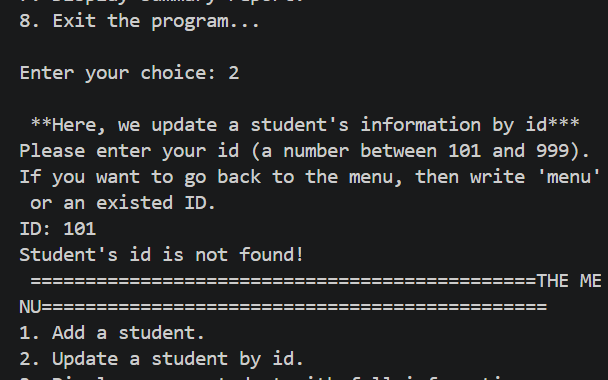 8. Exit the program...
Enter your choice: 2
**Here, we update a student's information by id***
Please enter your id (a number between 101 and 999).
If you want to go back to the menu, then write 'menu'
or an existed ID.
ID: 101
Student's id is not found!
==============================================THE ME
NU==============================================
1. Add a student.
2. Update a student by id.